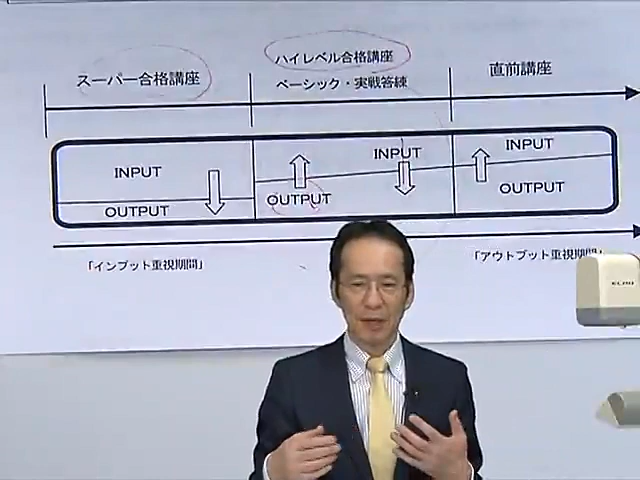 スーパー合格講座
ハイレベル合格講座
ベーシック・実戦答練
直前講座
INPUT
OUTPUT
OUTPUT
INPUT
INPUT
OUTPUT
「インプット重視期間」
「アウトプット重視期間」
ELMO